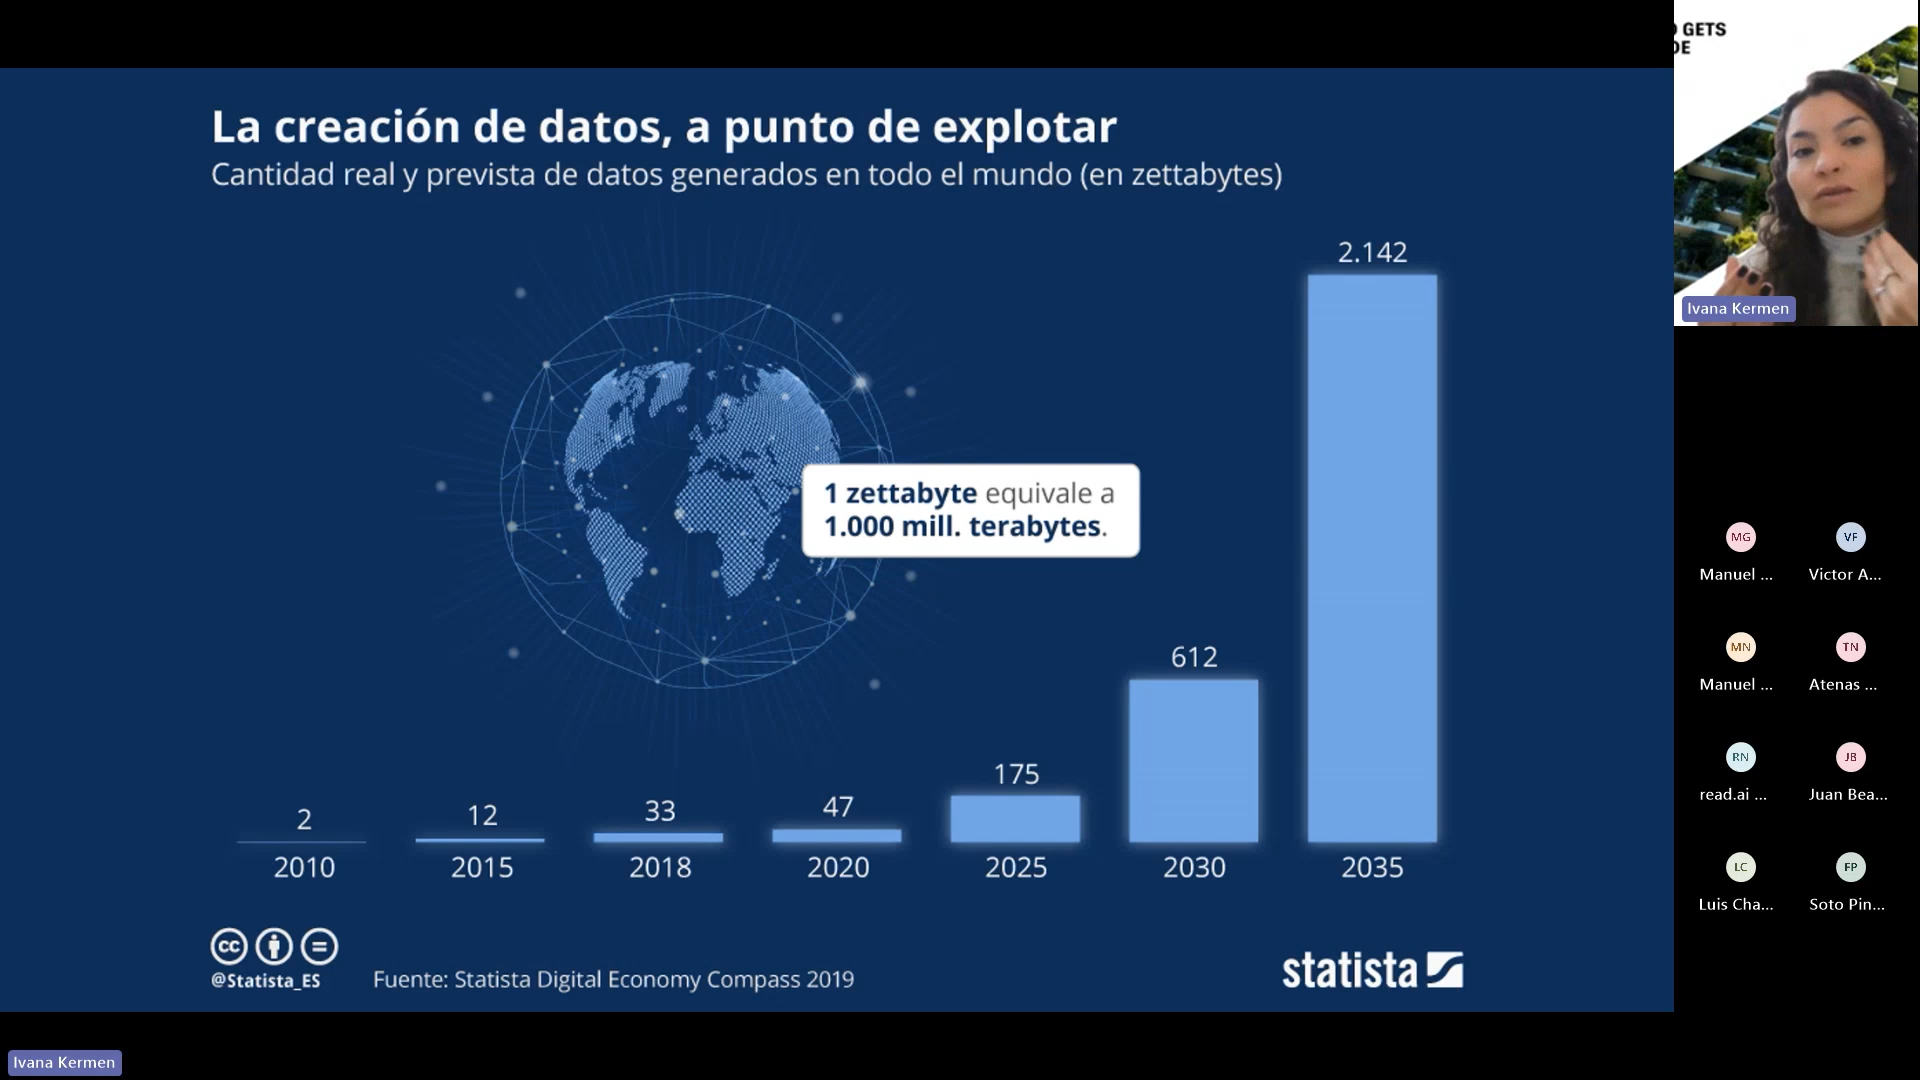 La creación de datos, a punto de explotar
Cantidad real y prevista de datos generados en todo el mundo (en zettabytes)
1 zettabyte equivale a
1.000 mill. terabytes.
2
12
33
47
175
612
2.142
2010
2015
2018
2020
2025
2030
2035
cc
@Statista_ES
Fuente: Statista Digital Economy Compass 2019
statista
GETS
DE
Ivana Kermen
MG
Manuel ...
VF
Victor A...
MN
Manuel ...
TN
Atenas ...
RN
read.ai ...
JB
Juan Bea...
LC
Luis Cha...
FP
Soto Pin...
Ivana Kermen